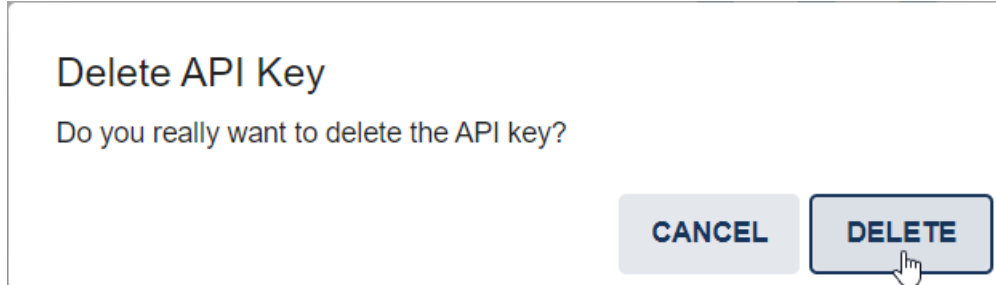 Delete API Key
Do you really want to delete the API key?
CANCEL DELETE